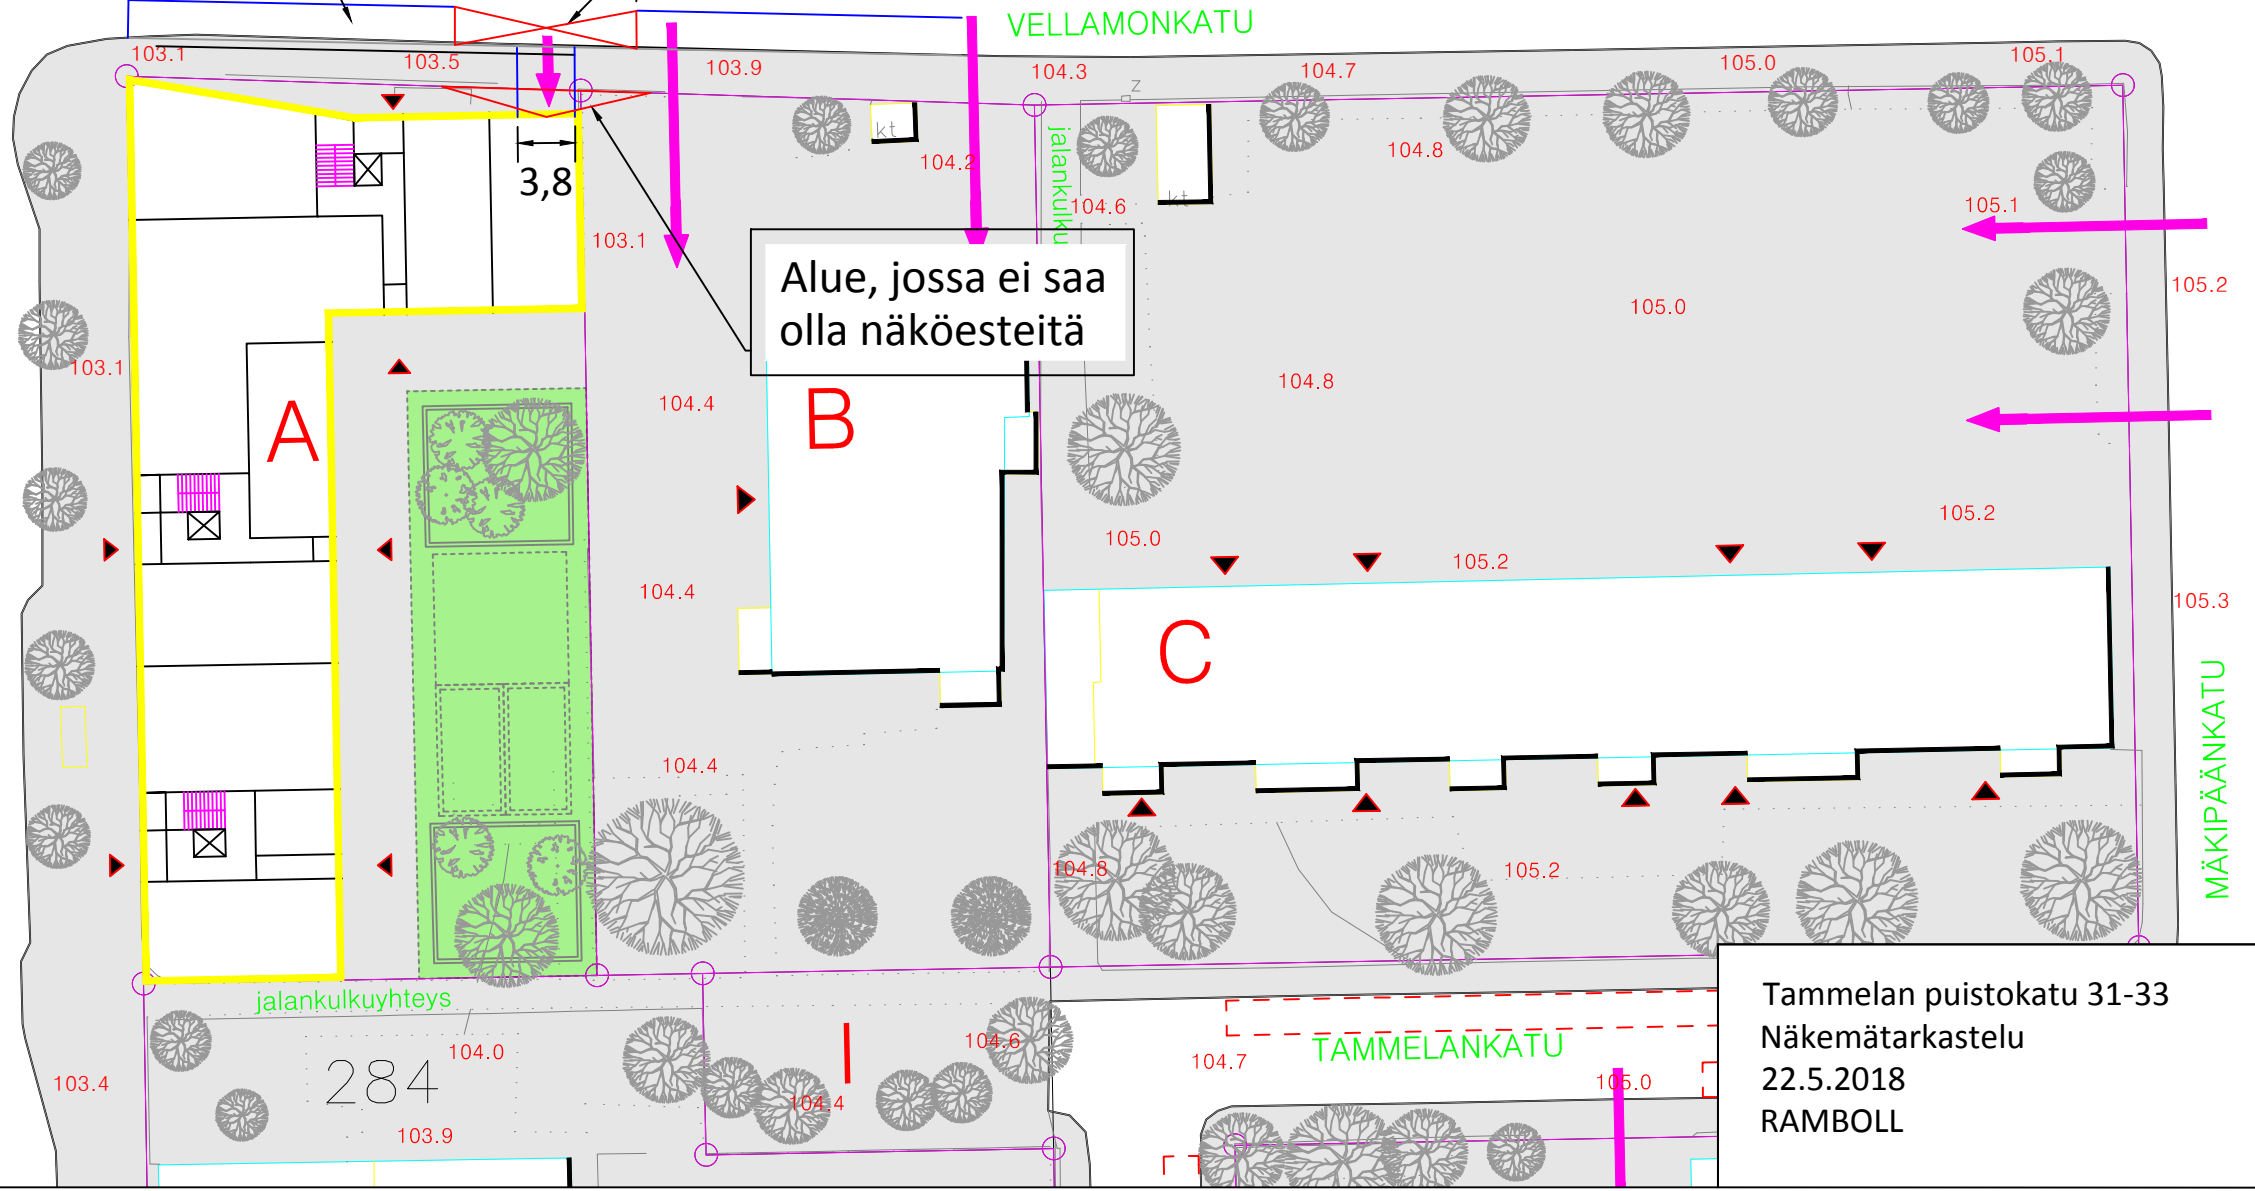 VELLAMONKATU
103.1
103.5
103.9
104.3
104.7
105.0
105.1
z
kt
104.2
jalankulku
104.6
kt
104.8
105.1
3,8
103.1
Alue, jossa ei saa
olla näköesteitä
105.0
105.2
103.1
A
104.4
B
104.8
105.0
105.2
105.2
104.4
C
105.3
104.4
MÄKIPÄÄNKATU
104.8
105.2
jalankulkuyhteys
284
104.0
I
104.6
104.7
TAMMELANKATU
105.0
103.4
104.4
103.9
Tammelan puistokatu 31-33
Näkemätarkastelu
22.5.2018
RAMBOLL